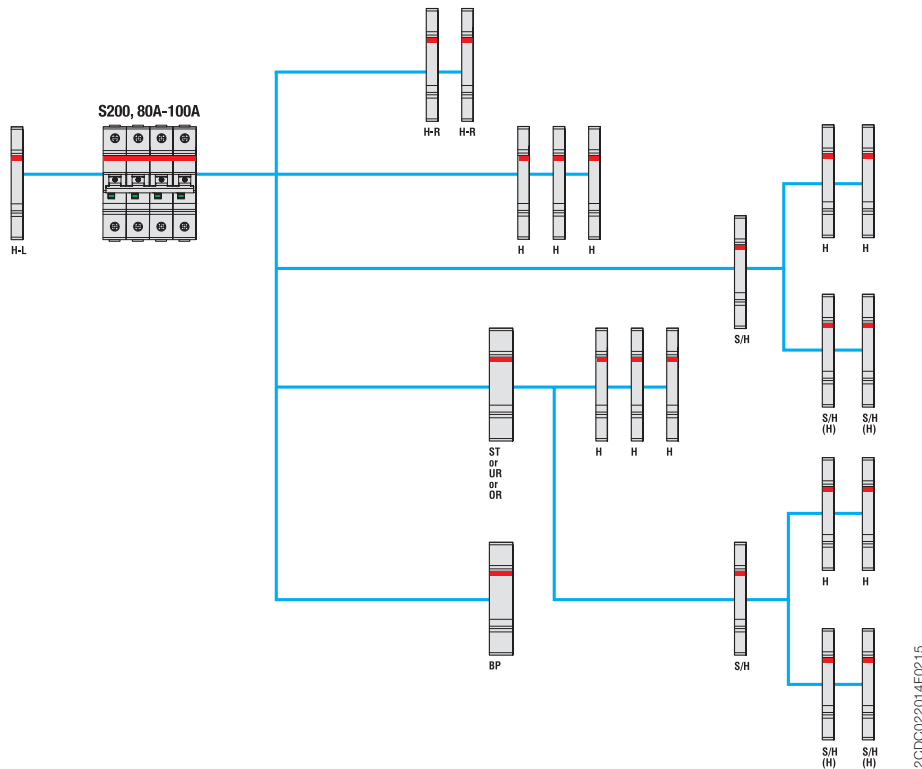 H-R
H-R
S200, 80A-100A
H-L
H
H
H
H
H
S/H
S/H
(H)
S/H
(H)
ST
or
UR
or
OR
H
H
H
H
H
BP
S/H
S/H
(H)
S/H
(H)
2CDC022014F0215